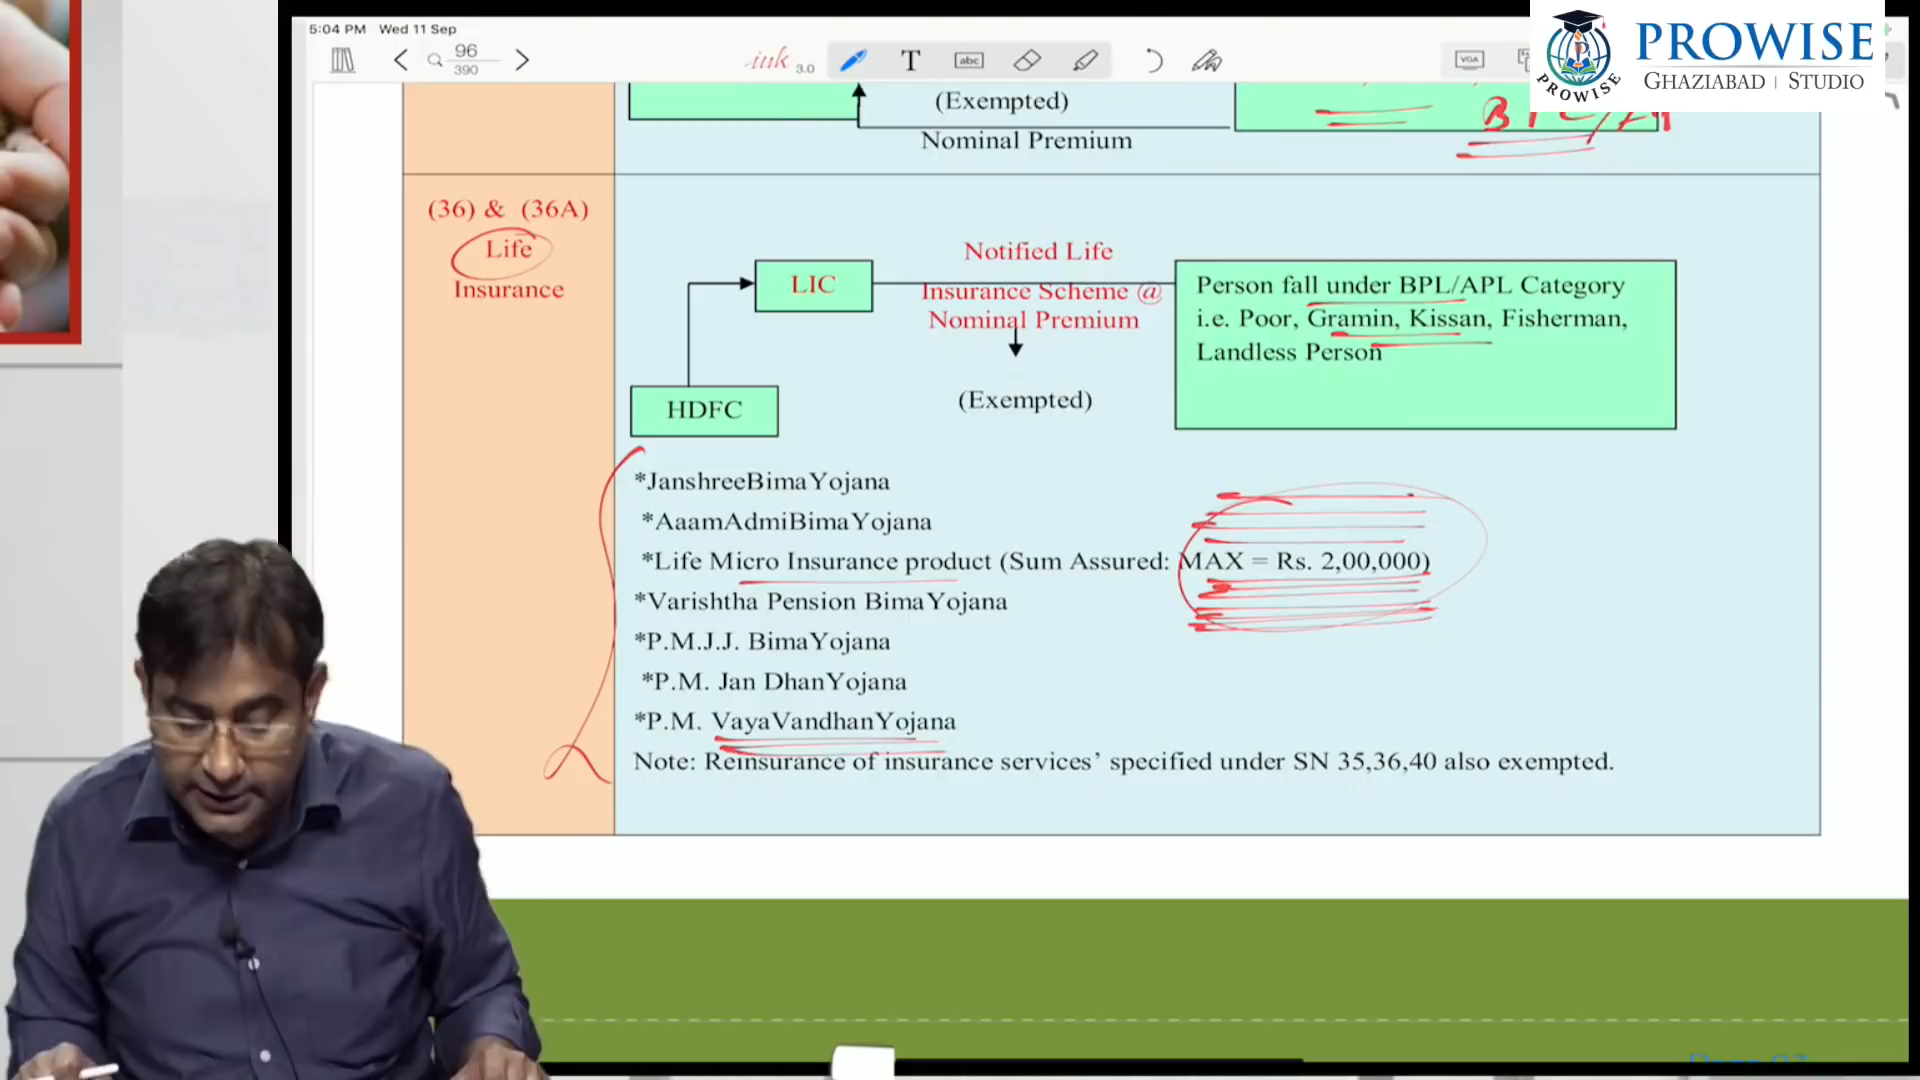 5:04 PM Wed 11 Sep
96
390
ink 3.0
T
abc
VGA
PROWISE
PROWISE
GHAZIABAD | STUDIO
(Exempted)
Nominal Premium
(36) & (36A)
Life
Insurance
LIC
Notified Life
Insurance Scheme @
Nominal Premium
(Exempted)
Person fall under BPL/APL Category
i.e. Poor, Gramin, Kissan, Fisherman,
Landless Person
HDFC
*JanshreeBimaYojana
*AaamAdmiBimaYojana
*Life Micro Insurance product (Sum Assured: MAX = Rs. 2,00,000)
*Varishtha Pension BimaYojana
*P.M.J.J. BimaYojana
*P.M. Jan DhanYojana
*P.M. VayaVandhanYojana
Note: Reinsurance of insurance services' specified under SN 35,36,40 also exempted.